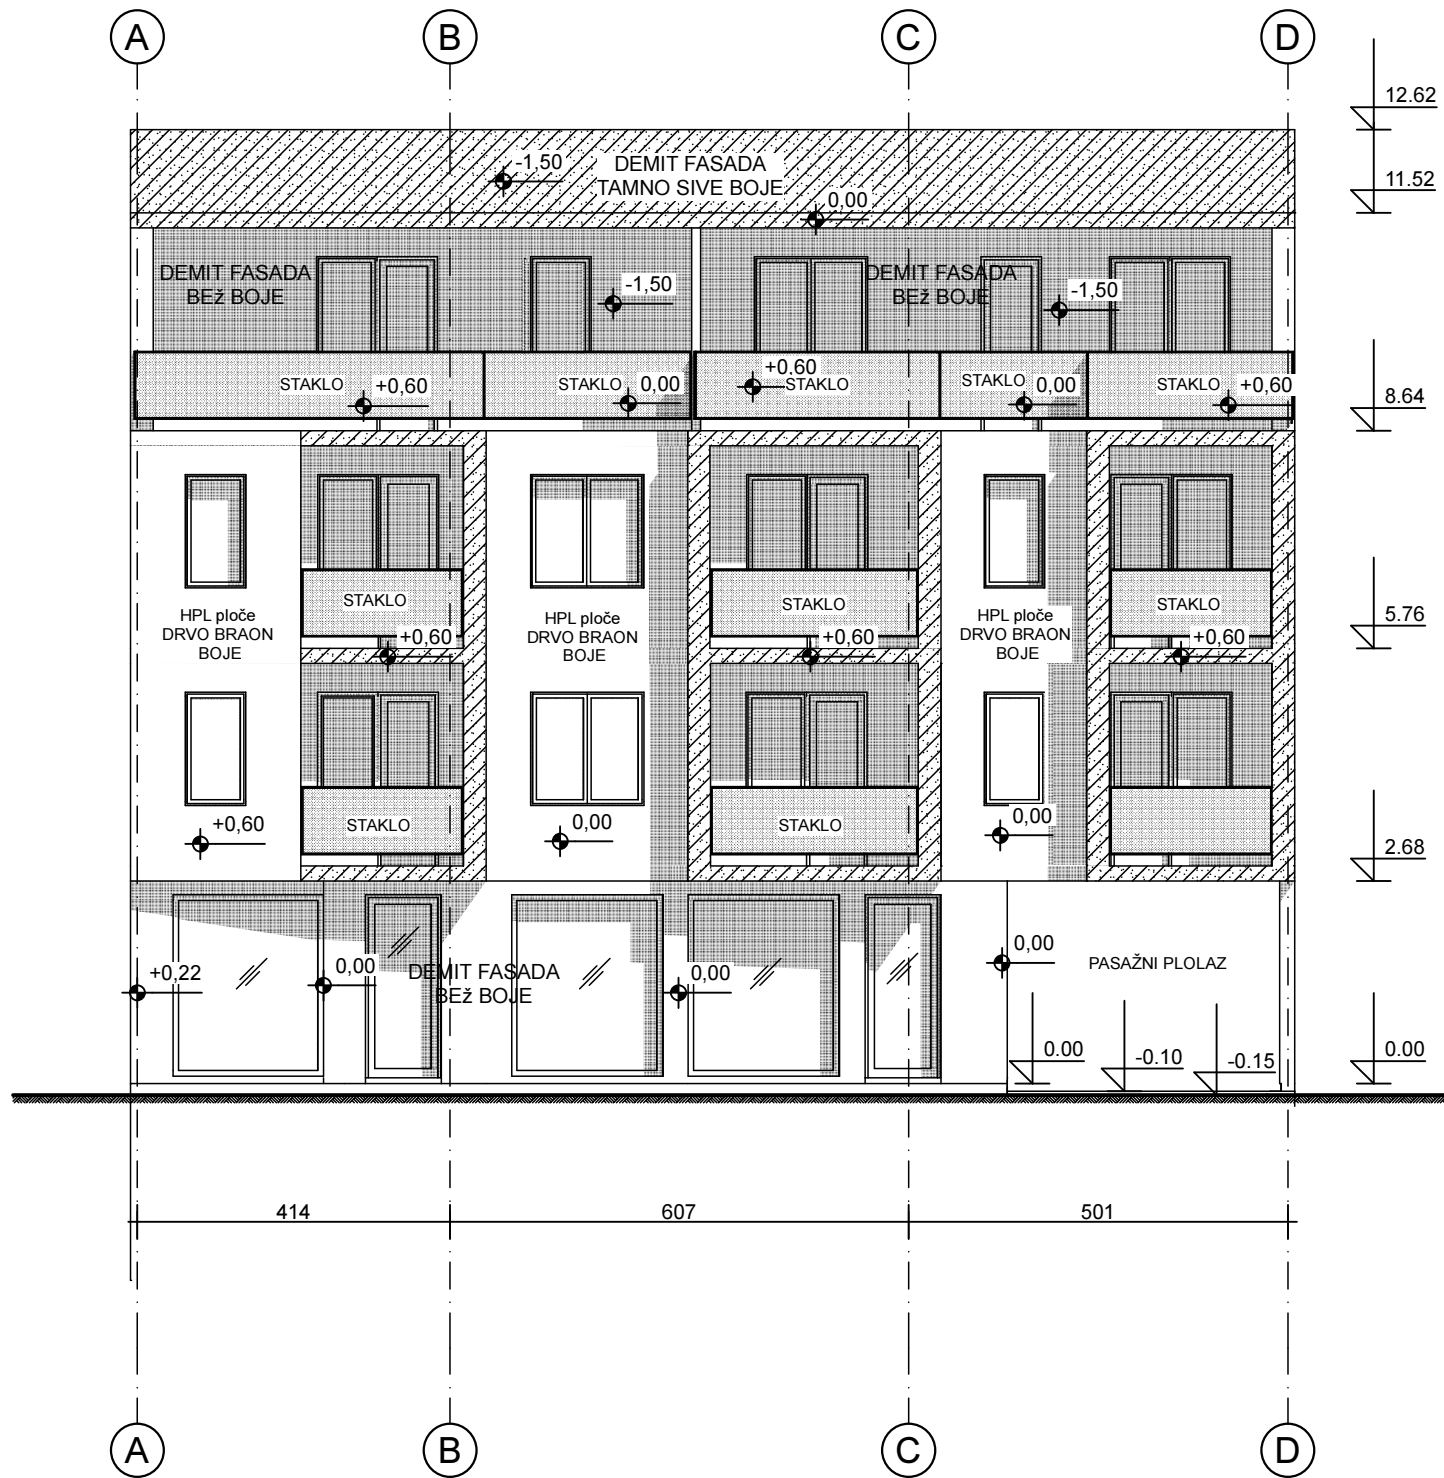 A B C D
12.62
-1,50 DEMIT FASADA
TAMNO SIVE BOJE
11.52
0,00
DEMIT FASADA
BEž BOJE
-1,50
DEMIT FASADA
BEž BOJE
-1,50
STAKLO +0,60
STAKLO 0,00
+0,60 STAKLO
STAKLO 0,00
STAKLO +0,60
8.64
HPL ploče
DRVO BRAON
BOJE
STAKLO
+0,60
HPL ploče
DRVO BRAON
BOJE
STAKLO
+0,60
HPL ploče
DRVO BRAON
BOJE
STAKLO
+0,60
5.76
+0,60
STAKLO
0,00
STAKLO
0,00
2.68
+0,22
0,00
DEMIT FASADA
BEž BOJE
0,00
0,00
PASAŽNI PLOLAZ
0.00
-0.10
-0.15
0.00
414 607 501
A B C D